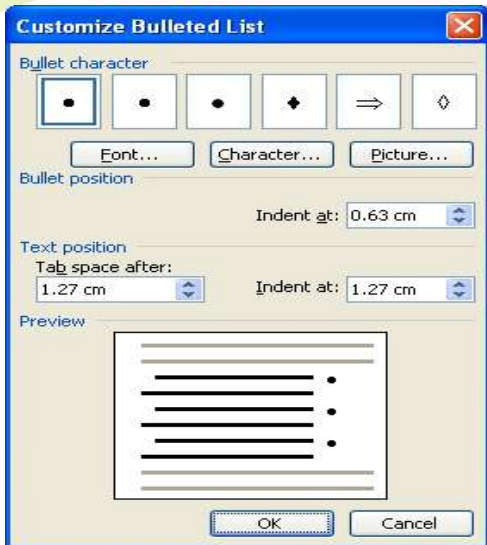 Customize Bulleted List
Bullet character
Font... Character... Picture...
Bullet position
Indent at: 0.63 cm
Text position
Tab space after:
1.27 cm Indent at: 1.27 cm
Preview
OK Cancel